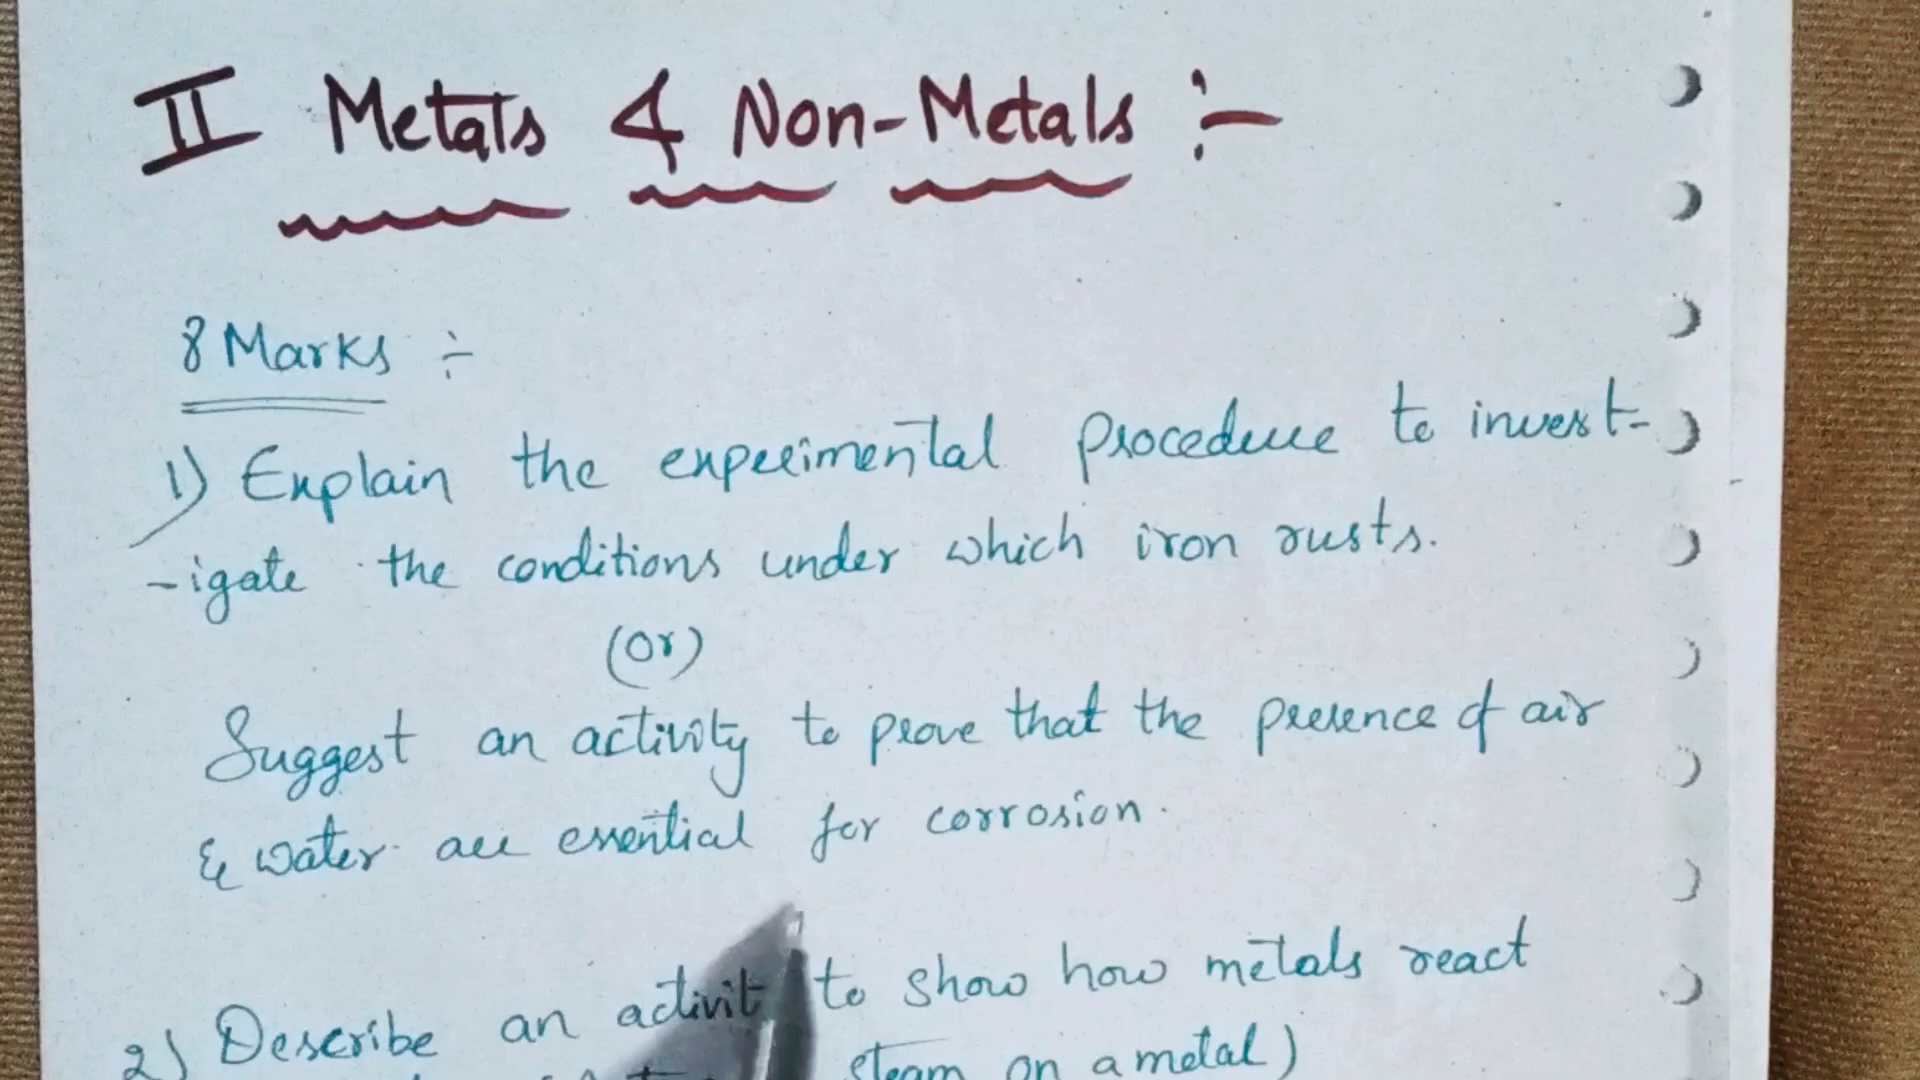 II Metals & Non-Metals :-
8 Marks :-
1) Explain the experimental procedure to invest-
-igate the conditions under which iron rusts.
(Or)
Suggest an activity to prove that the presence of air
& water are essential for corrosion.
2) Describe an to show how metals react
steam on a metal)